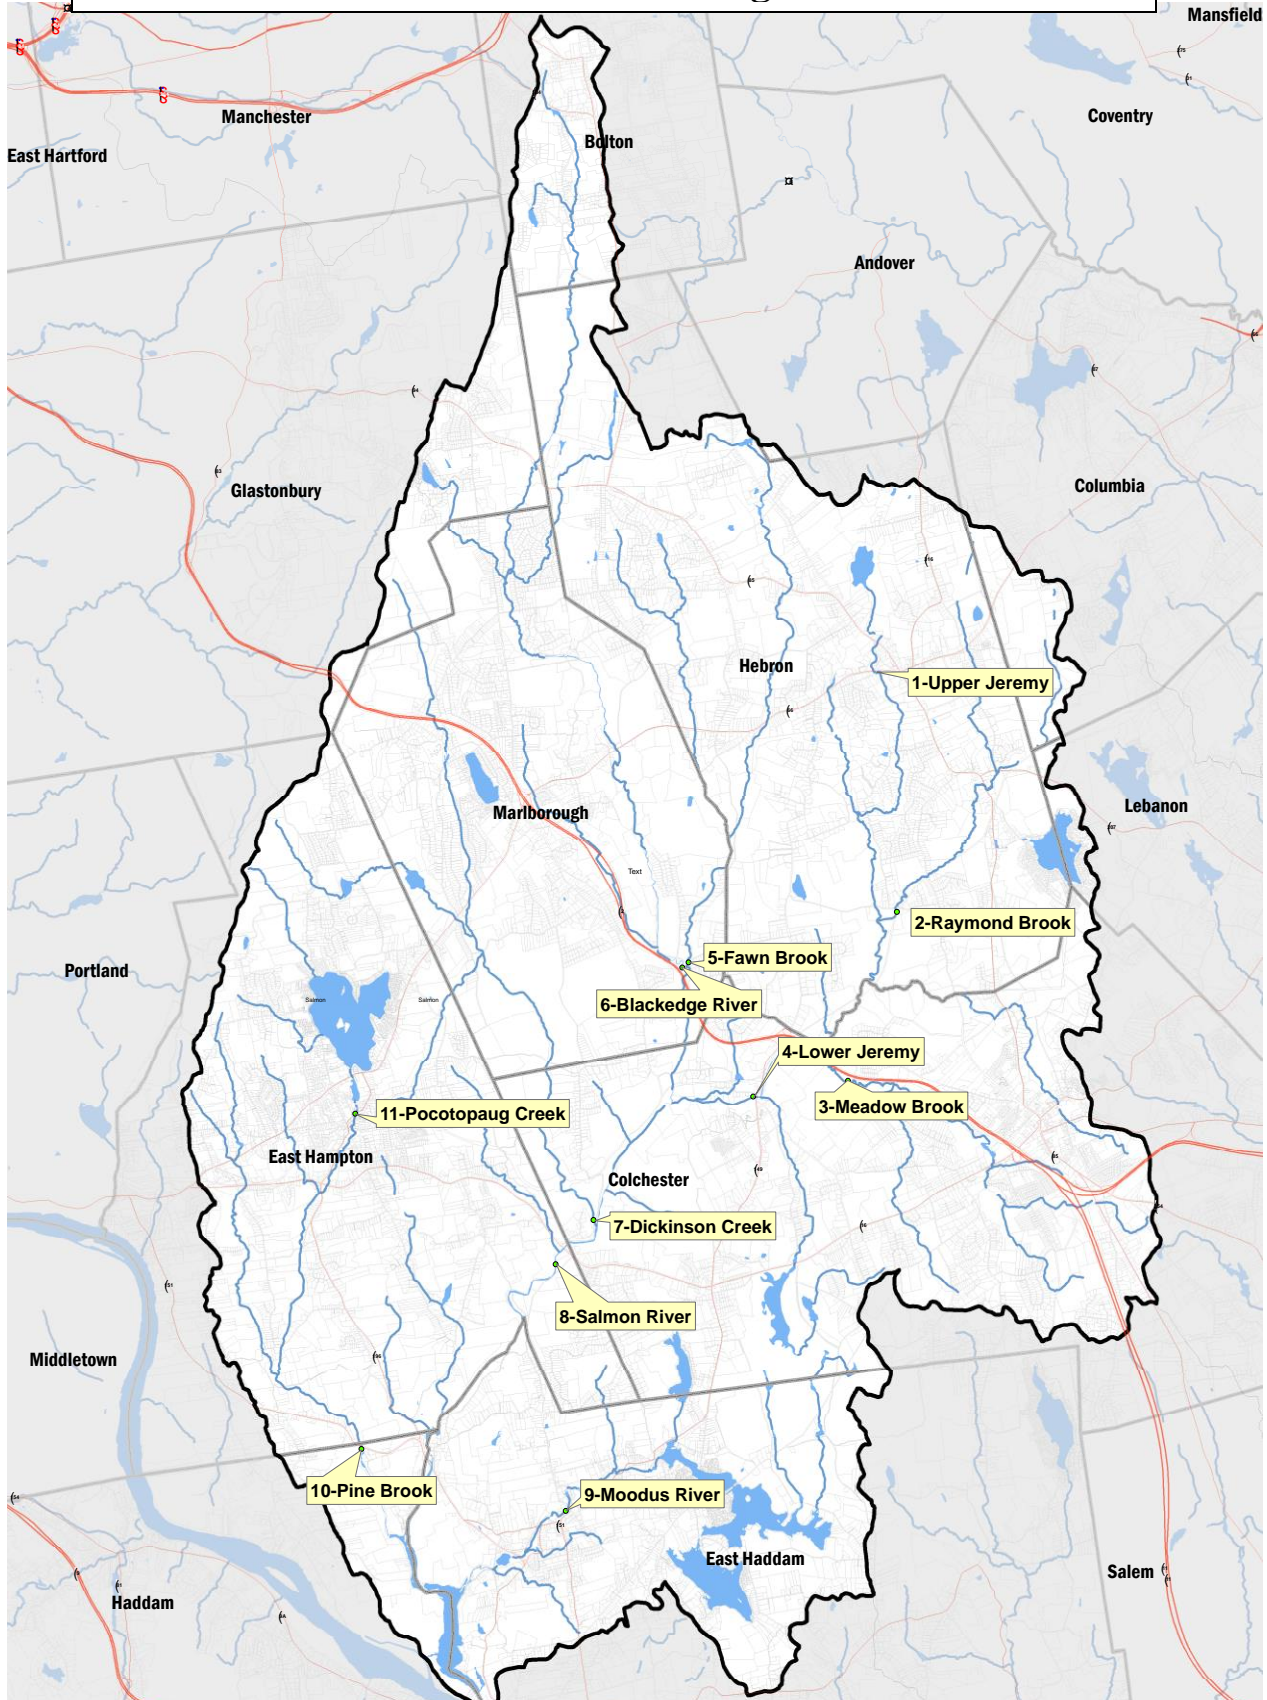 Mansfield
Manchester
Coventry
Bolton
East Hartford
Andover
Glastonbury
Columbia
Hebron
1-Upper Jeremy
Marlborough
Lebanon
Text
2-Raymond Brook
Portland
5-Fawn Brook
Salmon
Salmon
6-Blackedge River
4-Lower Jeremy
3-Meadow Brook
11-Pocotopaug Creek
East Hampton
Colchester
7-Dickinson Creek
8-Salmon River
Middletown
10-Pine Brook
9-Moodus River
East Haddam
Haddam
Salem